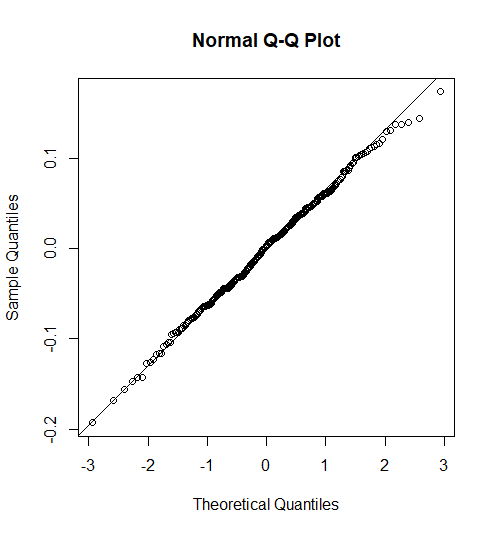 Normal Q-Q Plot
0.1
0.0
-0.1
-0.2
Sample Quantiles
-3 -2 -1 0 1 2 3
Theoretical Quantiles